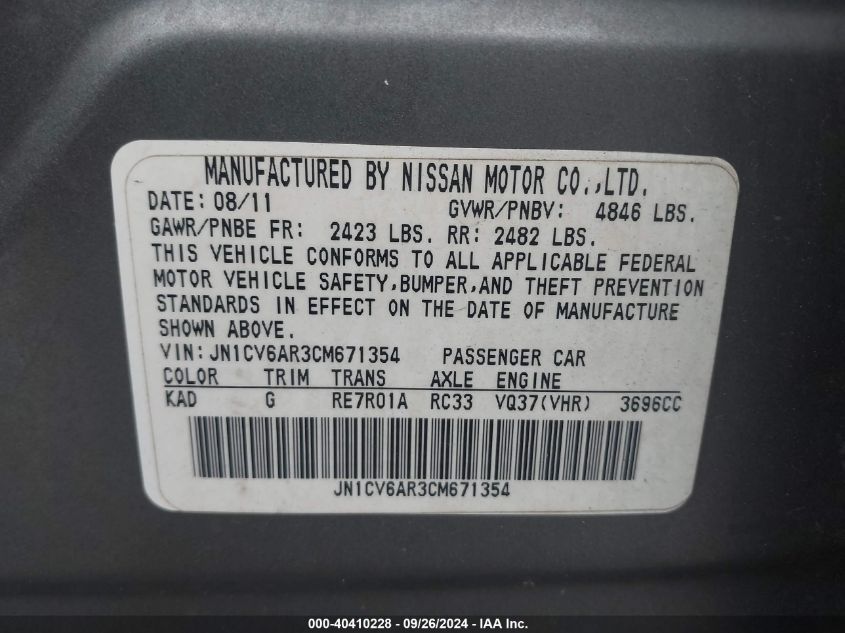 MANUFACTURED BY NISSAN MOTOR CO.,LTD.
DATE: 08/11 GVWR/PNBV: 4846 LBS.
GAWR/PNBE FR: 2423 LBS. RR: 2482 LBS.
THIS VEHICLE CONFORMS TO ALL APPLICABLE FEDERAL
MOTOR VEHICLE SAFETY,BUMPER,AND THEFT PREVENTION
STANDARDS IN EFFECT ON THE DATE OF MANUFACTURE
SHOWN ABOVE.
VIN:JN1CV6AR3CM671354 PASSENGER CAR
COLOR TRIM TRANS AXLE ENGINE
KAD G RE7R01A RC33 VQ37(VHR) 3696CC
JN1CV6AR3CM671354
000-40410228 - 09/26/2024 - IAA Inc.